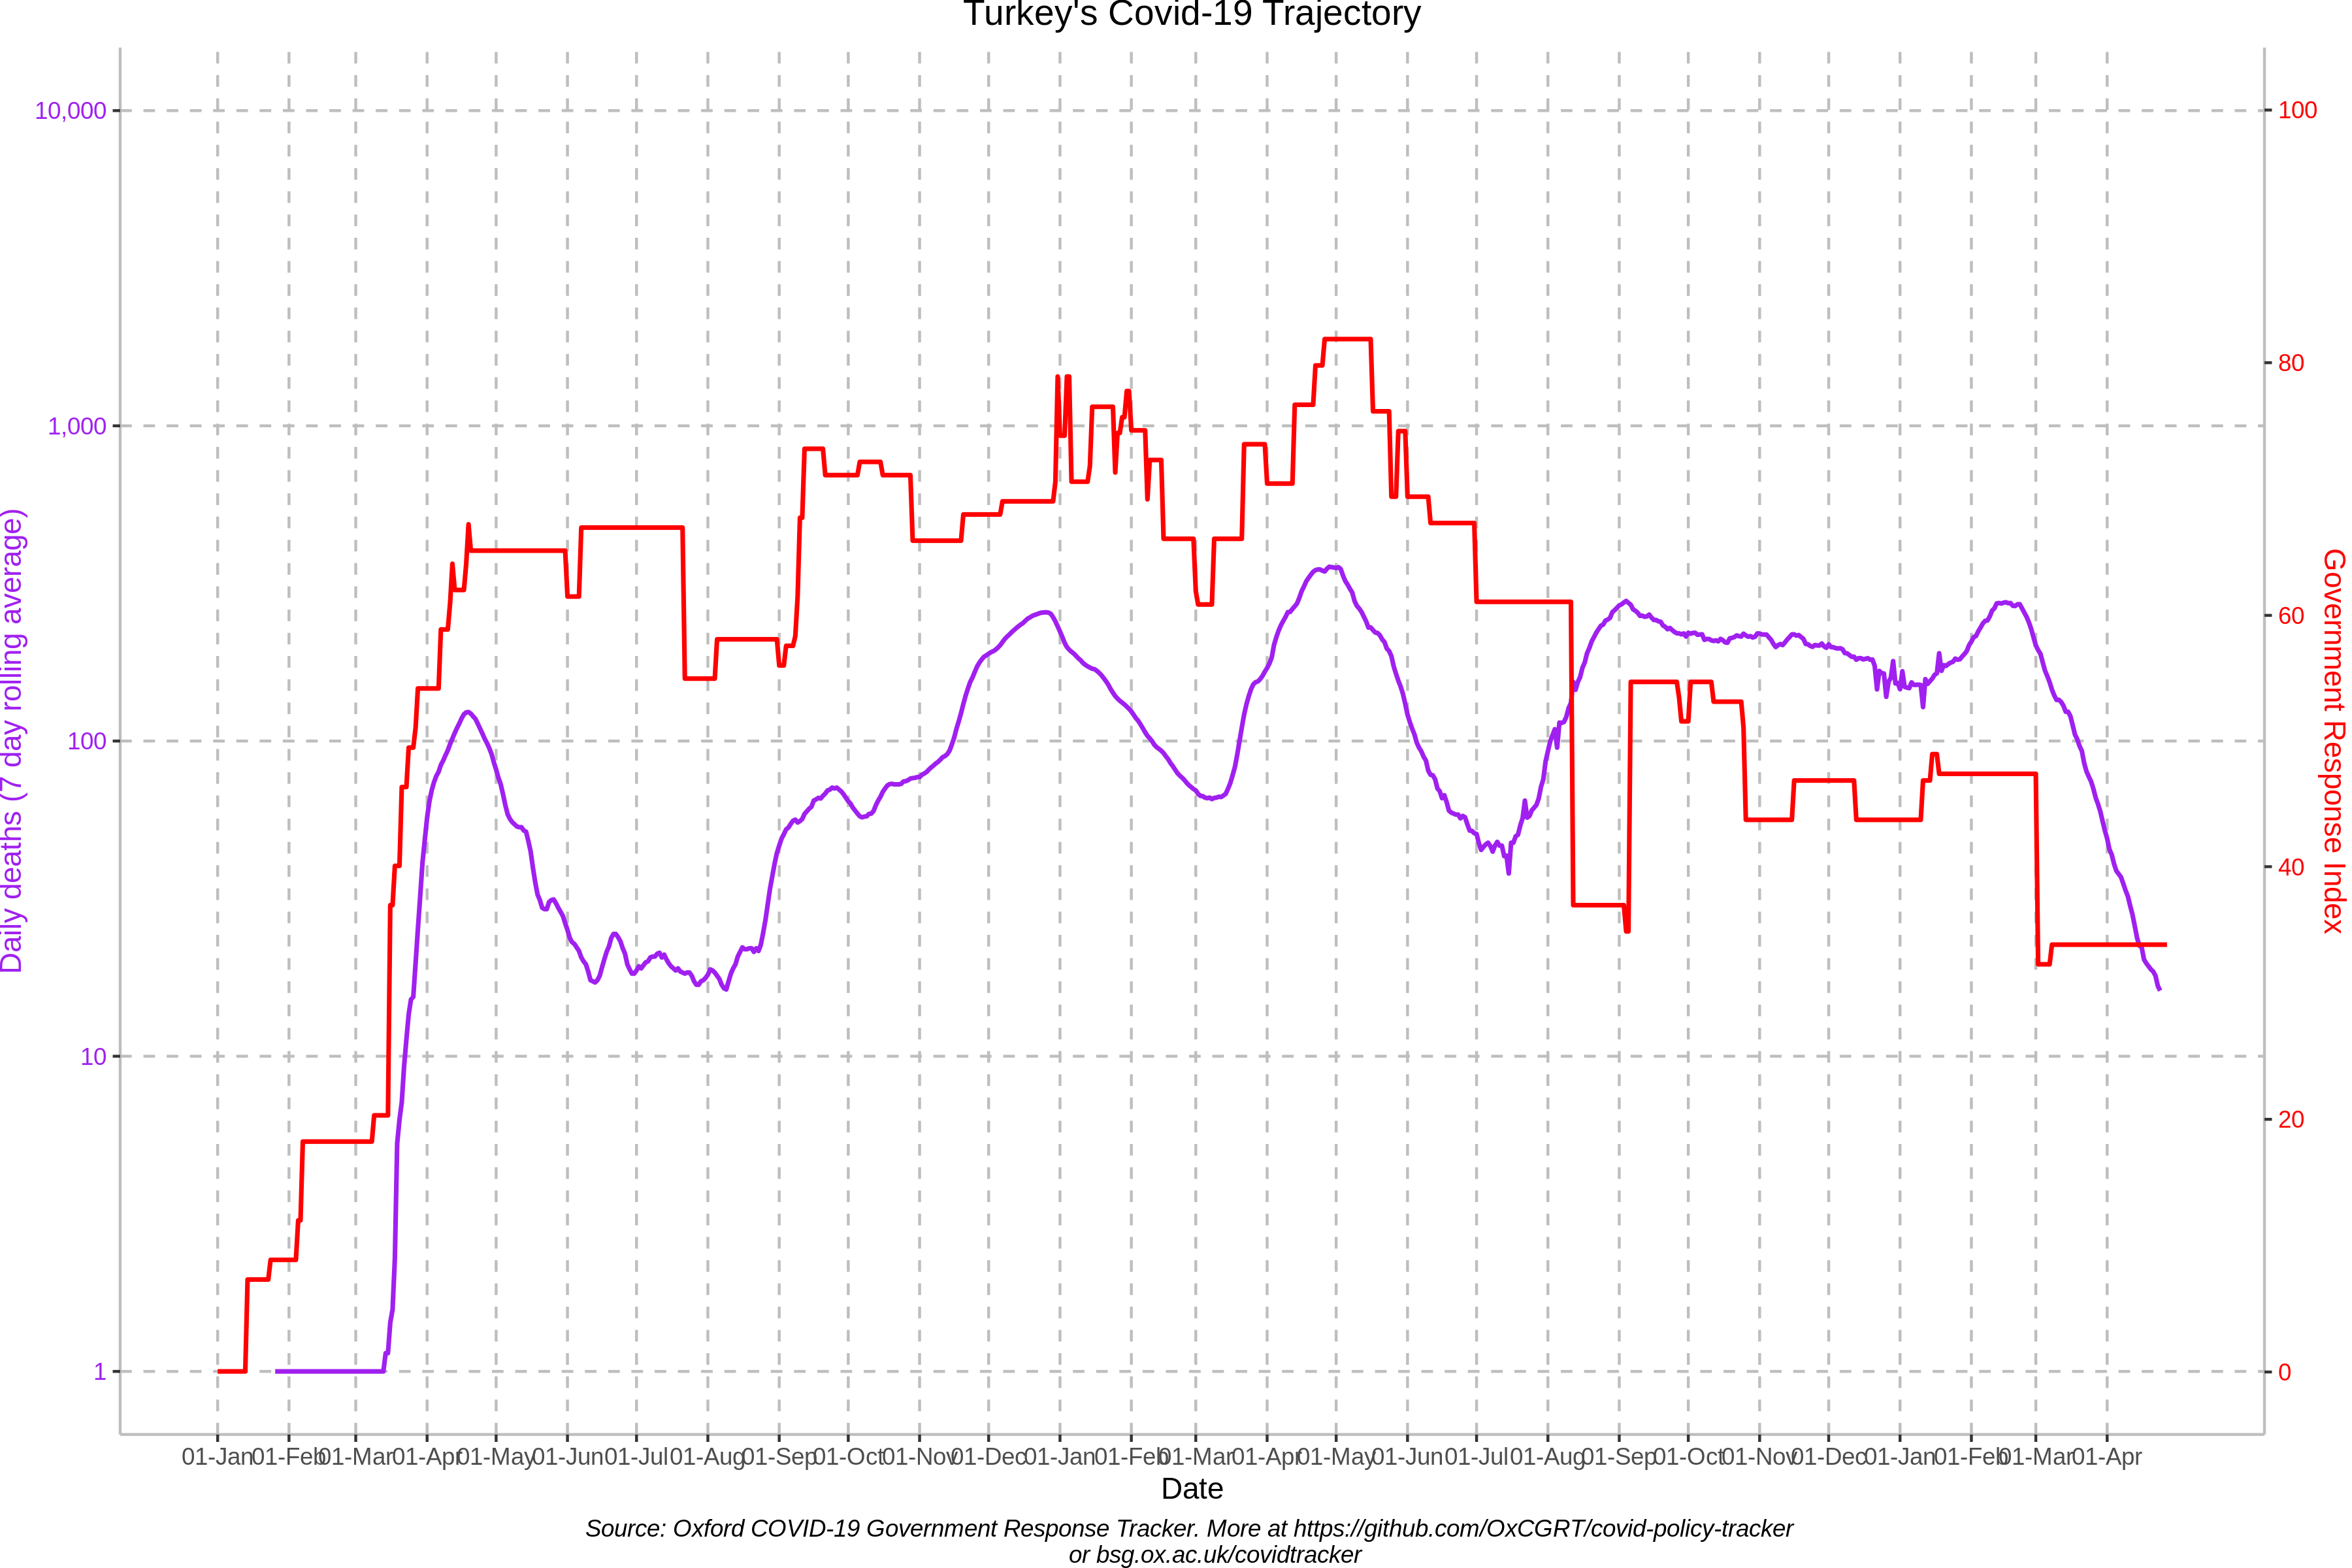 Turkey's Covid-19 Trajectory
10,000
1,000
100
10
1
Daily deaths (7 day rolling average)
100
80
60
40
20
0
Government Response Index
01-Jan 01-Feb 01-Mar 01-Apr 01-May 01-Jun 01-Jul 01-Aug 01-Sep 01-Oct 01-Nov 01-Dec 01-Jan 01-Feb 01-Mar 01-Apr 01-May 01-Jun 01-Jul 01-Aug 01-Sep 01-Oct 01-Nov 01-Dec 01-Jan 01-Feb 01-Mar 01-Apr
Date
Source: Oxford COVID-19 Government Response Tracker. More at https://github.com/OxCGRT/covid-policy-tracker
or bsg.ox.ac.uk/covidtracker